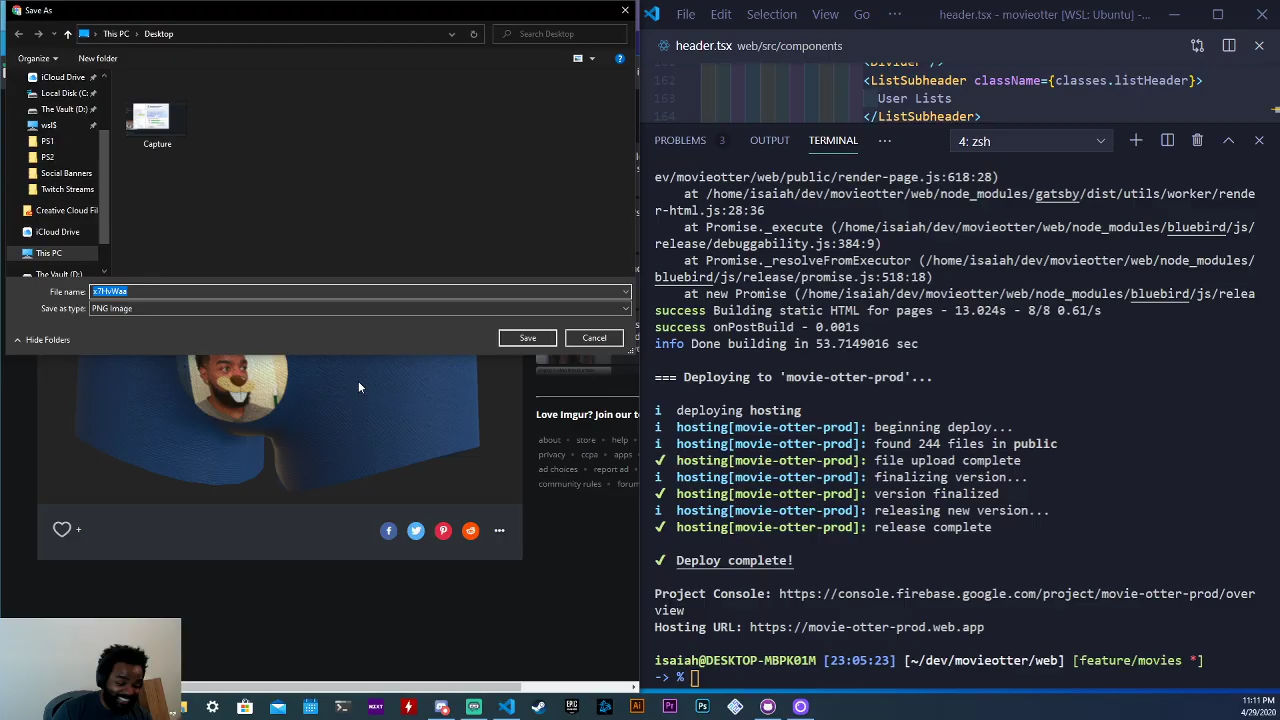 Save As
This PC
Desktop
Search Desktop
Organize
New folder
iCloud Drive
Local Disk (C:
The Vault (D:)
wsl$
PS1
PS2
Social Banners
Twitch Streams
Creative Cloud Fil
iCloud Drive
This PC
The Vault (D:)
Capture
File name:
x7HvWaa
Save as type:
PNG Image
Hide Folders
Save
Cancel
Love Imgur? Join our te
about
store
help
privacy
ccpa
apps
ad choices
report ad
community rules
forum
File
Edit
Selection
View
Go
header.tsx - movieotter [WSL: Ubuntu] -...
header.tsx web/src/components
162
<Divider />
<ListSubheader className={classes.listHeader}>
163
User Lists
164
</ListSubheader>
PROBLEMS
3
OUTPUT
TERMINAL
4: zsh
ev/movieotter/web/public/render-page.js:618:28)
at /home/isaiah/dev/movieotter/web/node_modules/gatsby/dist/utils/worker/rende
r-html.js:28:36
at Promise._execute (/home/isaiah/dev/movieotter/web/node_modules/bluebird/js/
release/debuggability.js:384:9)
at Promise._resolveFromExecutor (/home/isaiah/dev/movieotter/web/node_modules/
bluebird/js/release/promise.js:518:18)
at new Promise (/home/isaiah/dev/movieotter/web/node_modules/bluebird/js/relea
success Building static HTML for pages - 13.024s - 8/8 0.61/s
success onPostBuild - 0.001s
info Done building in 53.7149016 sec
=== Deploying to 'movie-otter-prod'...
i deploying hosting
i hosting[movie-otter-prod]: beginning deploy...
i hosting[movie-otter-prod]: found 244 files in public
✔ hosting[movie-otter-prod]: file upload complete
i hosting[movie-otter-prod]: finalizing version...
✔ hosting[movie-otter-prod]: version finalized
i hosting[movie-otter-prod]: releasing new version...
✔ hosting[movie-otter-prod]: release complete
✔ Deploy complete!
Project Console: https://console.firebase.google.com/project/movie-otter-prod/over
view
Hosting URL: https://movie-otter-prod.web.app
isaiah@DESKTOP-MBPK01M [23:05:23] [~/dev/movieotter/web] [feature/movies *]
-> %
NZXT
EPIC
Ai
Pr
Ps
11:11 PM
4/29/2020